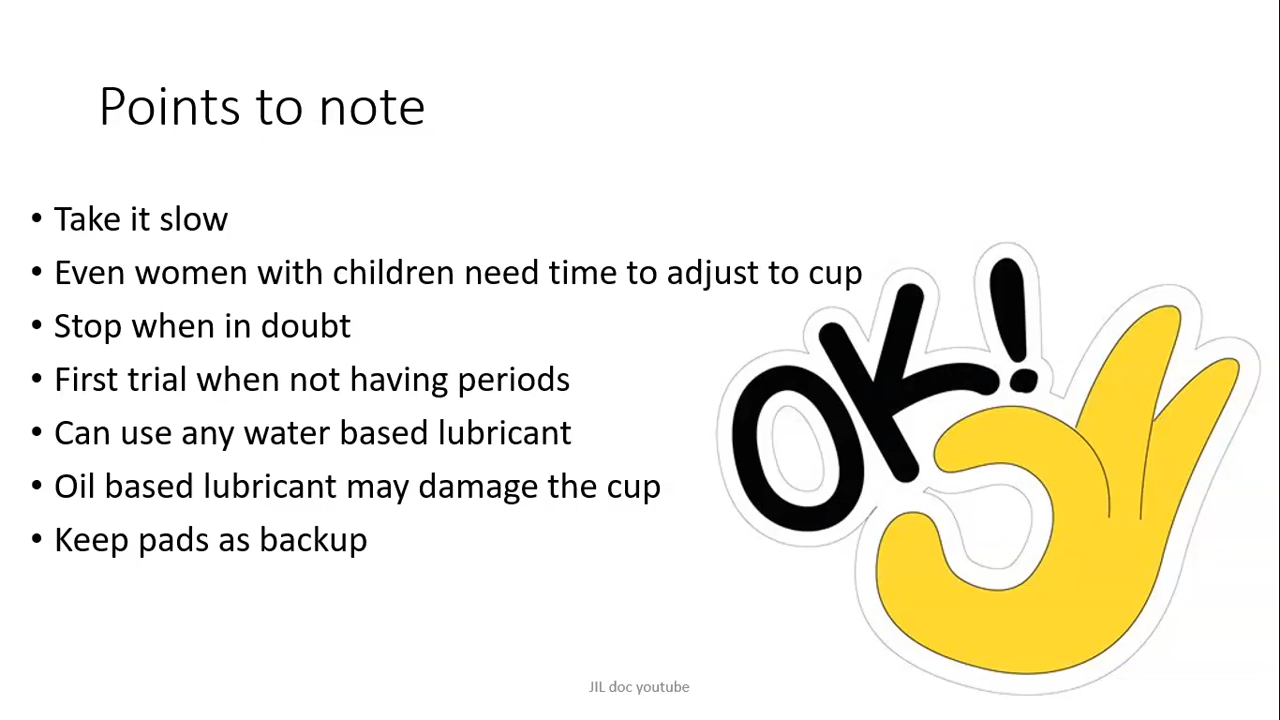 Points to note
• Take it slow
• Even women with children need time to adjust to cup
• Stop when in doubt
• First trial when not having periods
• Can use any water based lubricant
• Oil based lubricant may damage the cup
• Keep pads as backup
OK!
JIL doc youtube